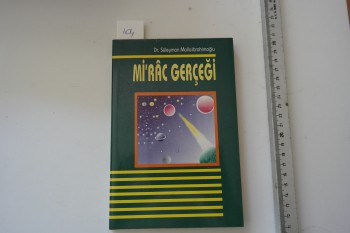 Dr. Süleyman Mollaibrahimoğlu
Mİ'RÂC GERÇEĞİ